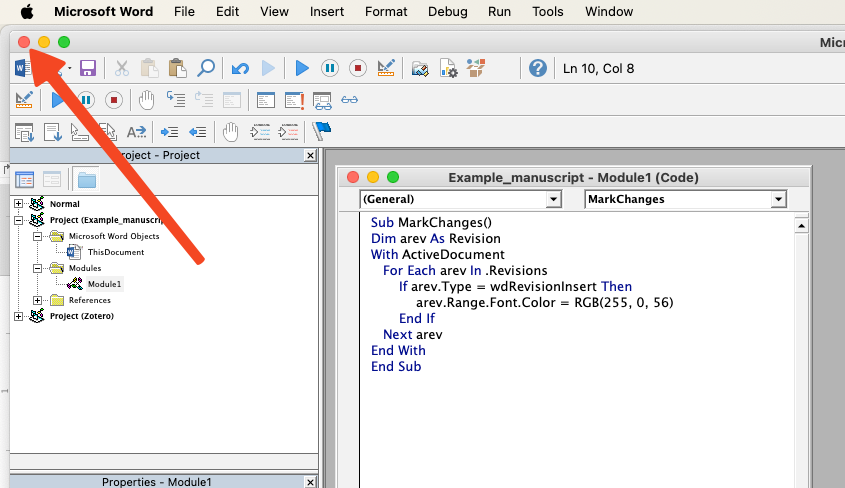 Microsoft Word File Edit View Insert Format Debug Run Tools Window
Mic
Ln 10, Col 8
Project - Project
Normal
Project (Example_manuscrip
Microsoft Word Objects
ThisDocument
Modules
Module1
References
Project (Zotero)
Properties - Module1
Example_manuscript - Module1 (Code)
(General) MarkChanges
Sub MarkChanges()
Dim arev As Revision
With ActiveDocument
For Each arev In .Revisions
If arev.Type = wdRevisionInsert Then
arev.Range.Font.Color = RGB(255, 0, 56)
End If
Next arev
End With
End Sub